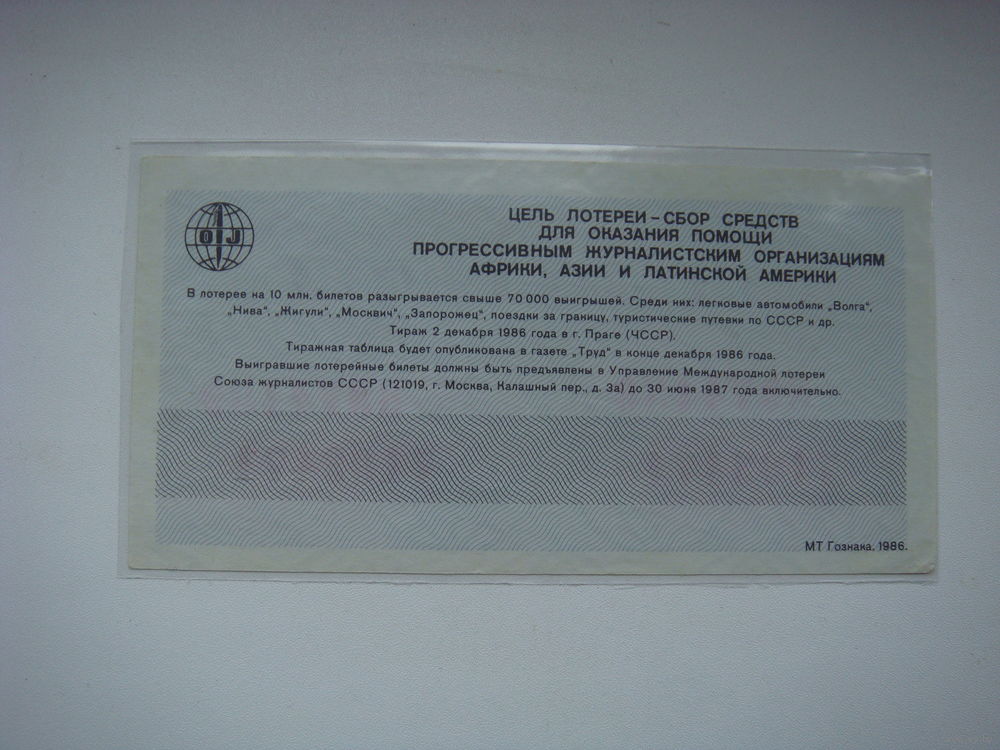 OIJ
ЦЕЛЬ ЛОТЕРЕИ – СБОР СРЕДСТВ
ДЛЯ ОКАЗАНИЯ ПОМОЩИ
ПРОГРЕССИВНЫМ ЖУРНАЛИСТСКИМ ОРГАНИЗАЦИЯМ
АФРИКИ, АЗИИ И ЛАТИНСКОЙ АМЕРИКИ
В лотерее на 10 млн. билетов разыгрывается свыше 70 000 выигрышей. Среди них: легковые автомобили „Волга“,
„Нива“, „Жигули“, „Москвич“, „Запорожец“, поездки за границу, туристические путевки по СССР и др.
Тираж 2 декабря 1986 года в г. Праге (ЧССР).
Тиражная таблица будет опубликована в газете „Труд“ в конце декабря 1986 года.
Выигравшие лотерейные билеты должны быть предъявлены в Управление Международной лотереи
Союза журналистов СССР (121019, г. Москва, Калашный пер., д. 3а) до 30 июня 1987 года включительно.
МТ Гознака. 1986.